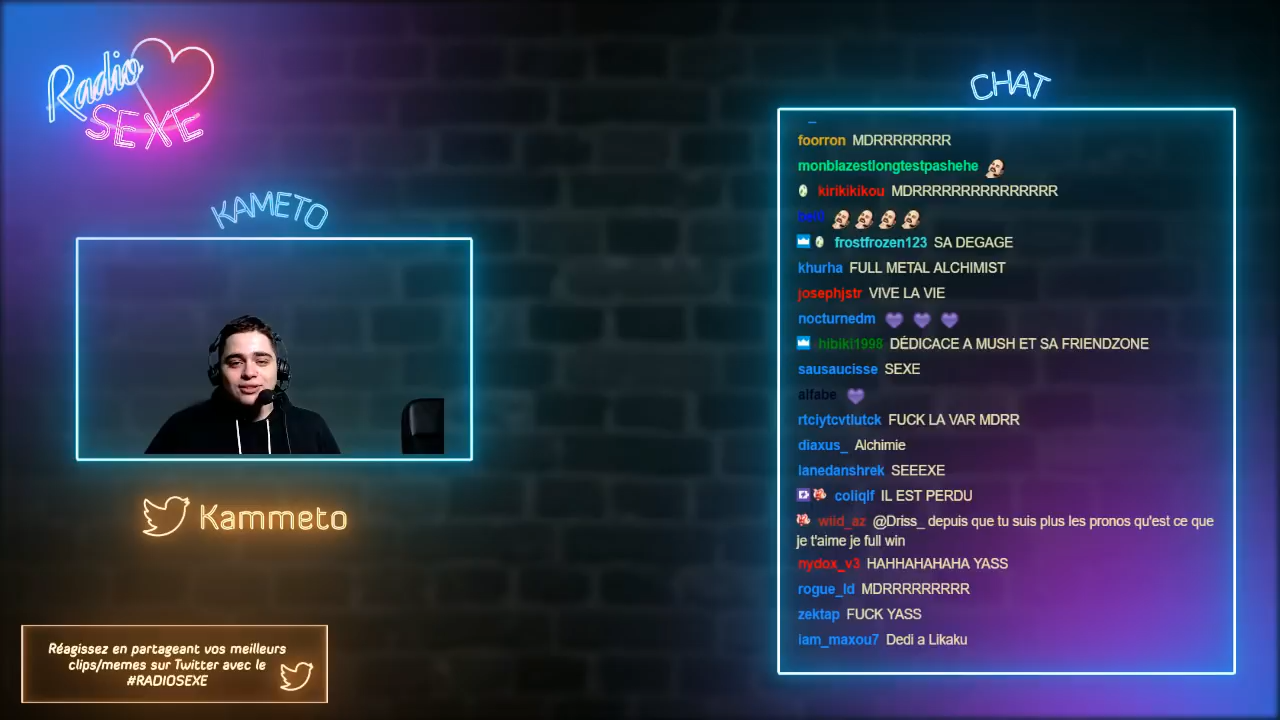 Radio
SEXE
KAMETO
Kammeto
Réagissez en partageant vos meilleurs
clips/memes sur Twitter avec le
#RADIOSEXE
CHAT
foorron MDRRRRRRRR
monblazestlongtestpashehe
kirikikikou MDRRRRRRRRRRRRRRR
frostfrozen123 SA DEGAGE
khurha FULL METAL ALCHIMIST
josephjstr VIVE LA VIE
nocturnedm
hibiki1998 DÉDICACE A MUSH ET SA FRIENDZONE
sausaucisse SEXE
alfabe
rtciytcvtlutck FUCK LA VAR MDRR
diaxus_ Alchimie
lanedanshrek SEEEXE
coliqlf IL EST PERDU
wiid_az @Driss_ depuis que tu suis plus les pronos qu'est ce que
je t'aime je full win
nydox_v3 HAHHAHAHAHA YASS
rogue_ld MDRRRRRRRRR
zektap FUCK YASS
iam_maxou7 Dedi a Likaku